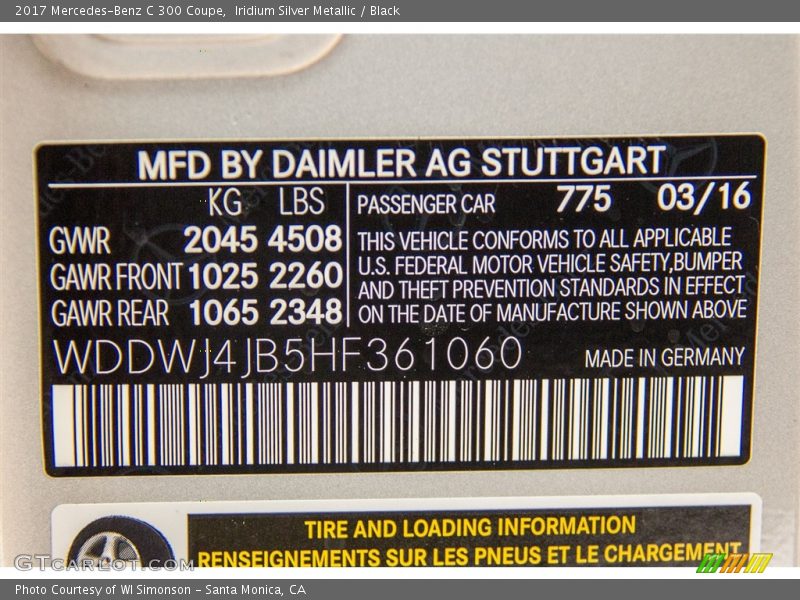 2017 Mercedes-Benz C 300 Coupe, Iridium Silver Metallic / Black
MFD BY DAIMLER AG STUTTGART
KG LBS
GWR 2045 4508
GAWR FRONT 1025 2260
GAWR REAR 1065 2348
PASSENGER CAR 775 03/16
THIS VEHICLE CONFORMS TO ALL APPLICABLE
U.S. FEDERAL MOTOR VEHICLE SAFETY,BUMPER
AND THEFT PREVENTION STANDARDS IN EFFECT
ON THE DATE OF MANUFACTURE SHOWN ABOVE
WDDWJ4JB5HF361060 MADE IN GERMANY
TIRE AND LOADING INFORMATION
RENSEIGNEMENTS SUR LES PNEUS ET LE CHARGEMENT
GTCarLot.com
Photo Courtesy of WI Simonson - Santa Monica, CA